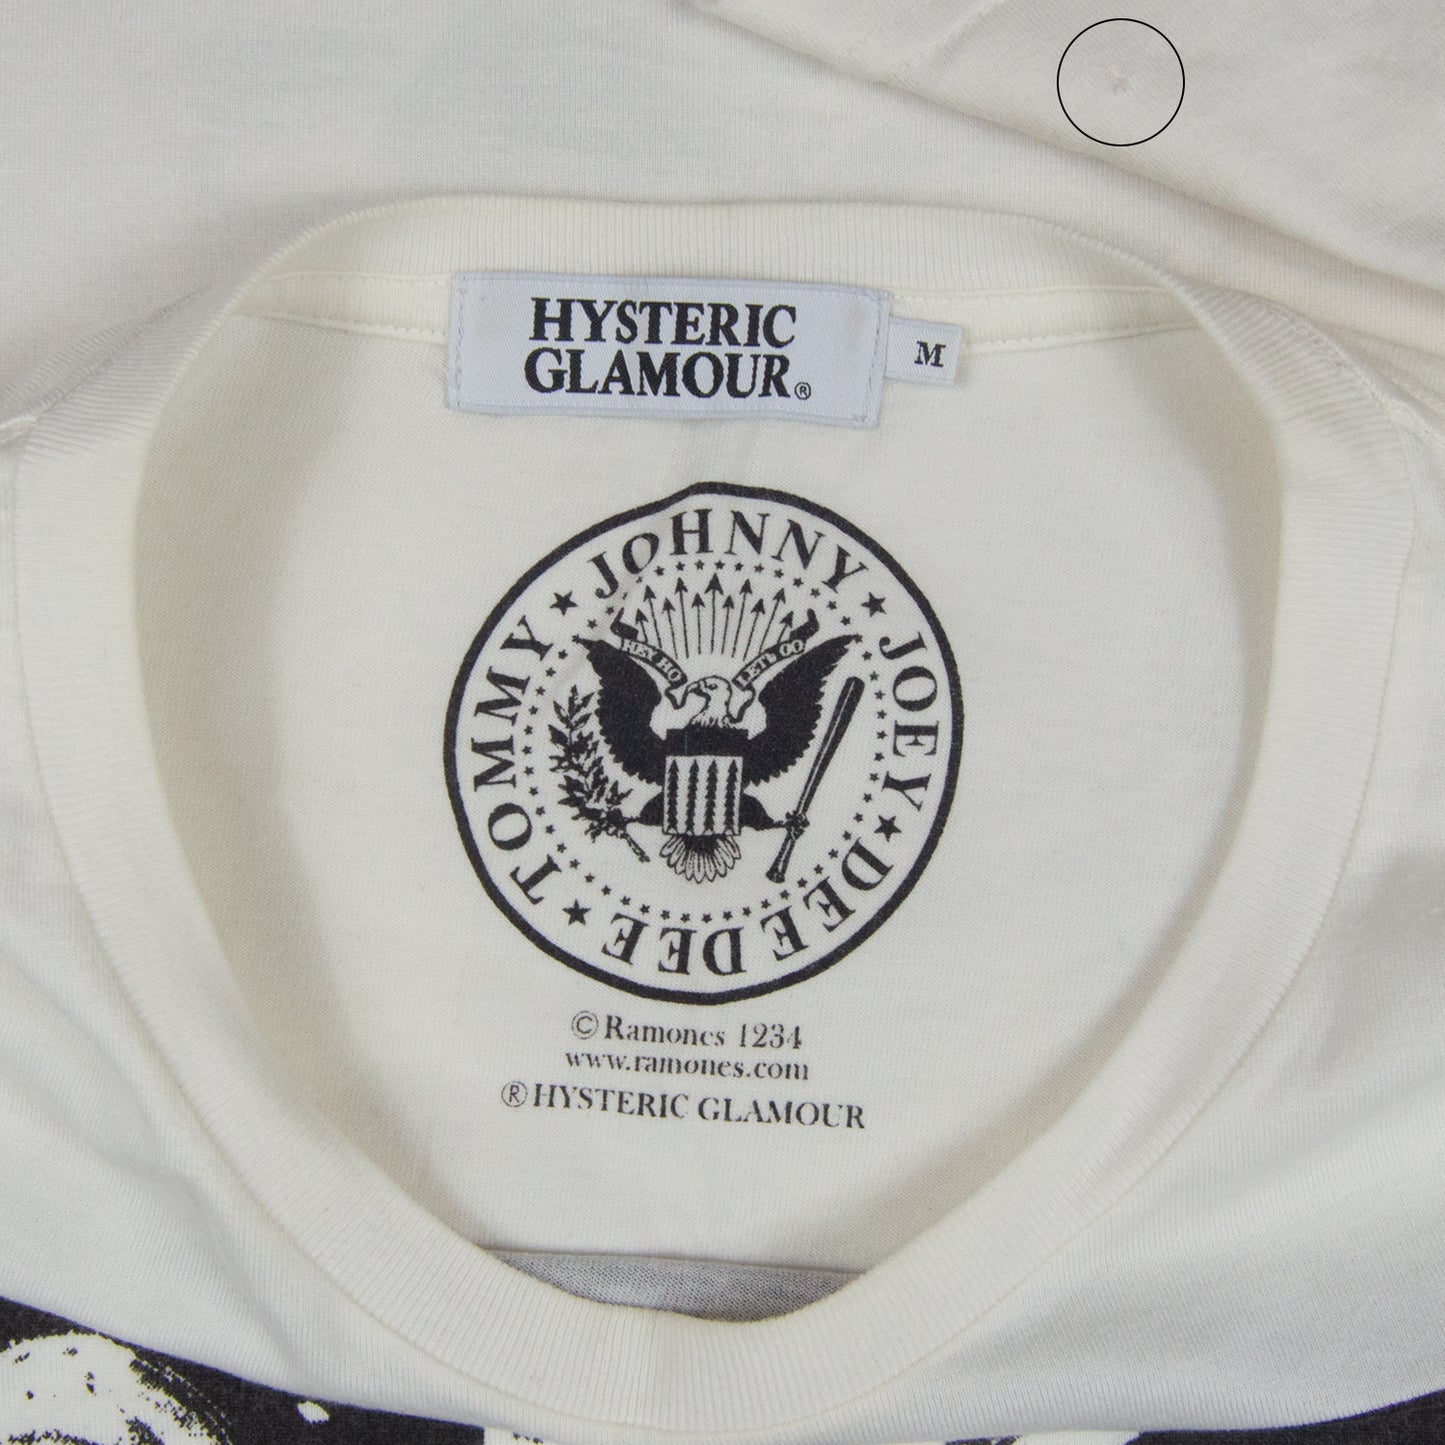 HYSTERIC
GLAMOUR®
M
JOHNNY ★ JOEY ★ DEE DEE ★ TOMMY ★
HEY HO
LET'S GO
© Ramones 1234
www.ramones.com
® HYSTERIC GLAMOUR